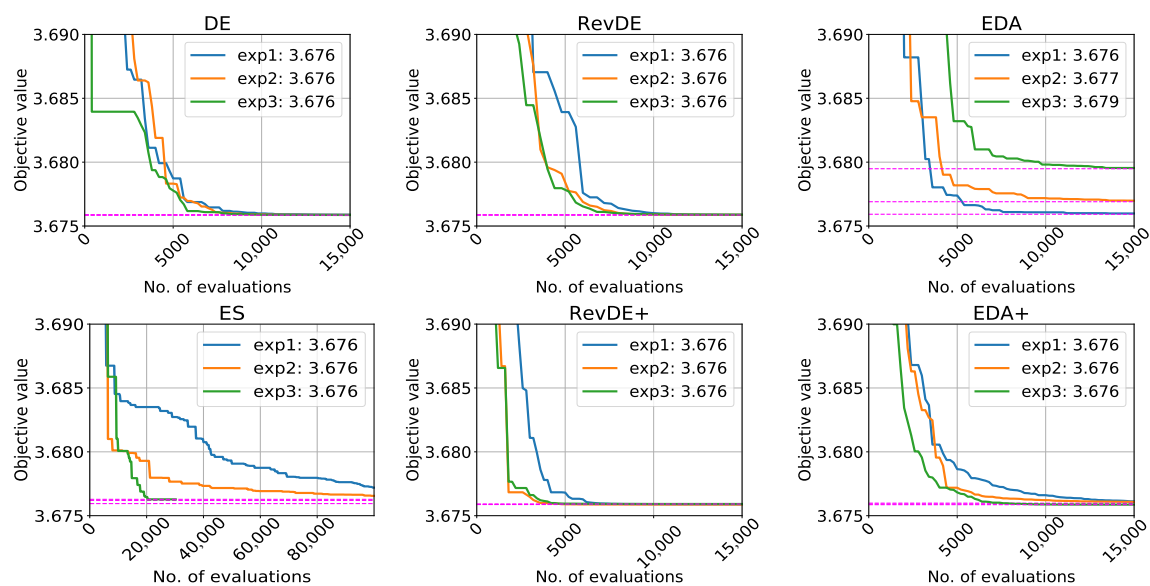 DE
Objective value
3.690
3.685
3.680
3.675
exp1: 3.676
exp2: 3.676
exp3: 3.676
0
5000
10,000
15,000
No. of evaluations
RevDE
Objective value
3.690
3.685
3.680
3.675
exp1: 3.676
exp2: 3.676
exp3: 3.676
0
5000
10,000
15,000
No. of evaluations
EDA
Objective value
3.690
3.685
3.680
3.675
exp1: 3.676
exp2: 3.677
exp3: 3.679
0
5000
10,000
15,000
No. of evaluations
ES
Objective value
3.690
3.685
3.680
3.675
exp1: 3.676
exp2: 3.676
exp3: 3.676
0
20,000
40,000
60,000
80,000
No. of evaluations
RevDE+
Objective value
3.690
3.685
3.680
3.675
exp1: 3.676
exp2: 3.676
exp3: 3.676
0
5000
10,000
15,000
No. of evaluations
EDA+
Objective value
3.690
3.685
3.680
3.675
exp1: 3.676
exp2: 3.676
exp3: 3.676
0
5000
10,000
15,000
No. of evaluations